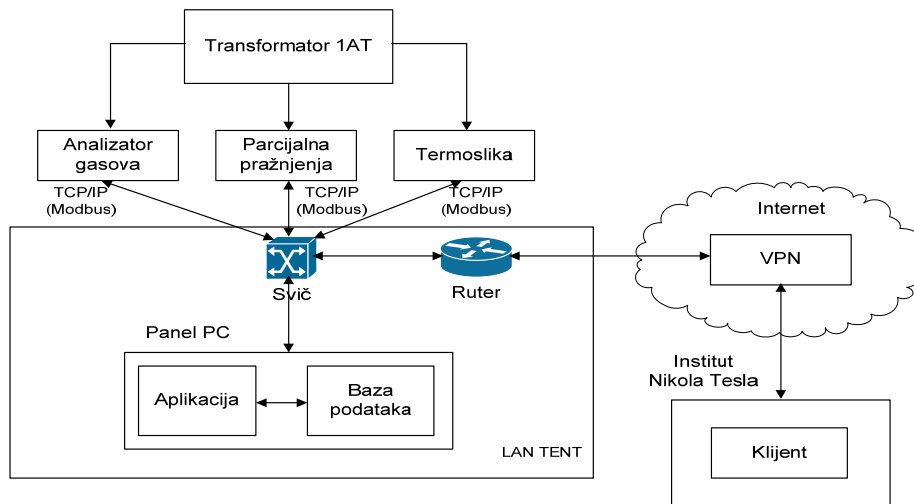 Transformator 1AT
Analizator
gasova
Parcijalna
pražnjenja
Termoslika
TCP/IP
(Modbus)
TCP/IP
(Modbus)
TCP/IP
(Modbus)
Internet
VPN
Svič
Ruter
Panel PC
Institut
Nikola Tesla
Aplikacija
Baza
podataka
LAN TENT
Klijent